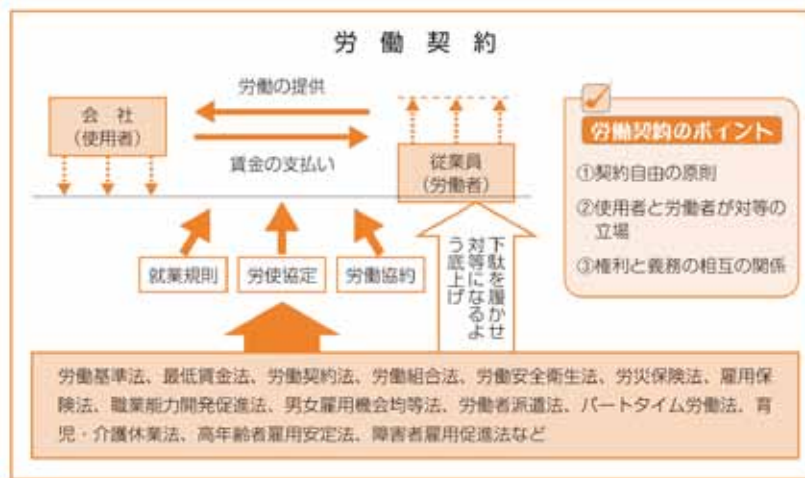 労働契約
労働の提供
会社
（使用者）
賃金の支払い
従業員
（労働者）
労働契約のポイント
①契約自由の原則
②使用者と労働者が対等の
立場
③権利と義務の相互の関係
就業規則
労使協定
労働協約
下駄を履かせ
対等になるよ
う底上げ
労働基準法、最低賃金法、労働契約法、労働組合法、労働安全衛生法、労災保険法、雇用保
険法、職業能力開発促進法、男女雇用機会均等法、労働者派遣法、パートタイム労働法、育
児・介護休業法、高年齢者雇用安定法、障害者雇用促進法など